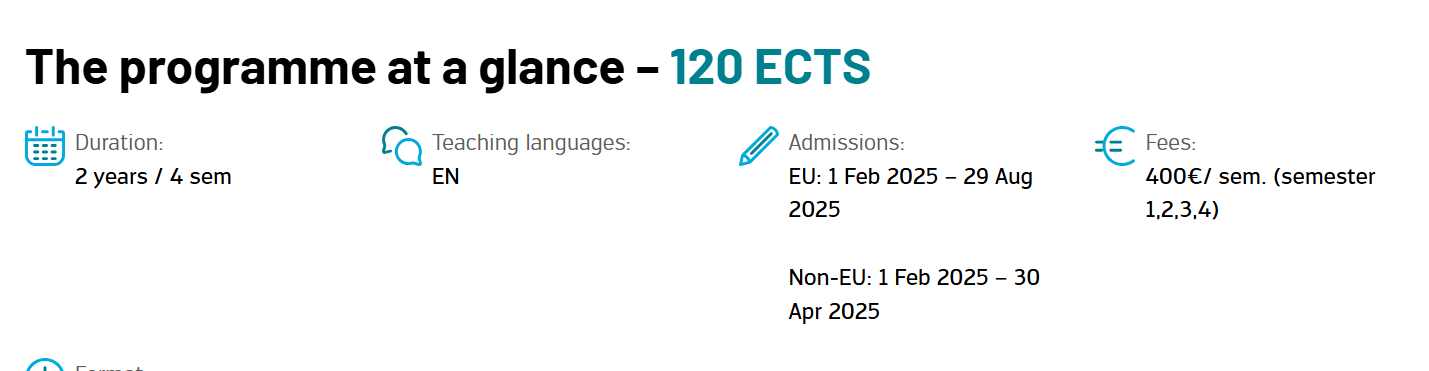 The programme at a glance – 120 ECTS
Duration:
2 years / 4 sem
Teaching languages:
EN
Admissions:
EU: 1 Feb 2025 – 29 Aug
2025
Non-EU: 1 Feb 2025 – 30
Apr 2025
Fees:
400€/ sem. (semester
1,2,3,4)
Format